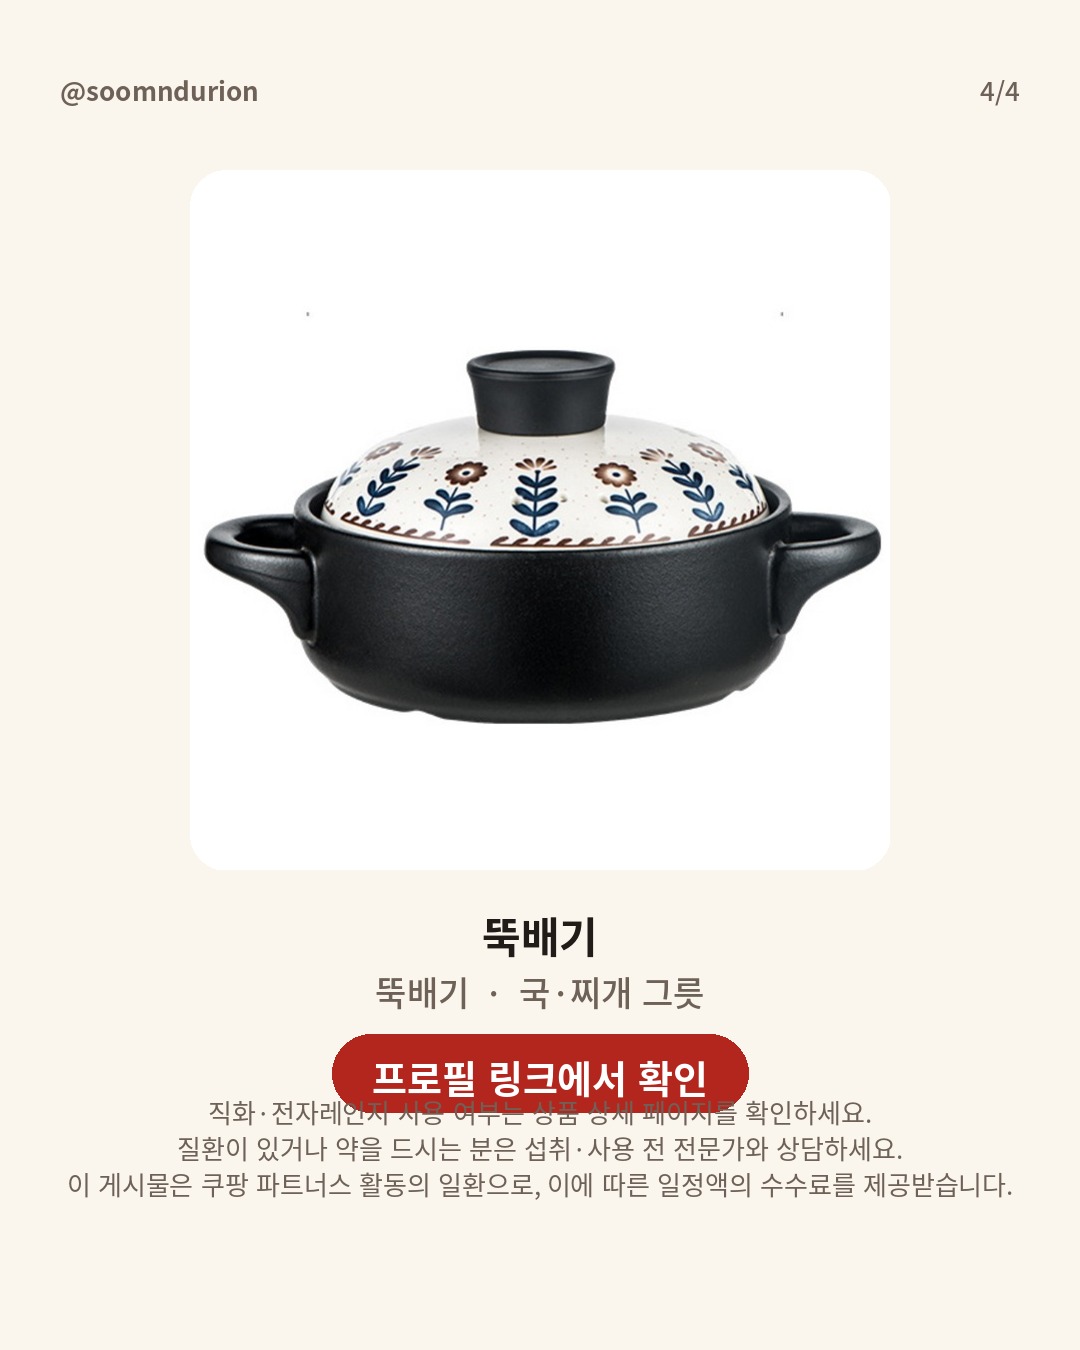 @soomndurion
4/4
뚝배기
뚝배기 · 국·찌개 그릇
프로필 링크에서 확인
직화·전자레인지 사용 여부는 상품 상세 페이지를 확인하세요.
질환이 있거나 약을 드시는 분은 섭취·사용 전 전문가와 상담하세요.
이 게시물은 쿠팡 파트너스 활동의 일환으로, 이에 따른 일정액의 수수료를 제공받습니다.